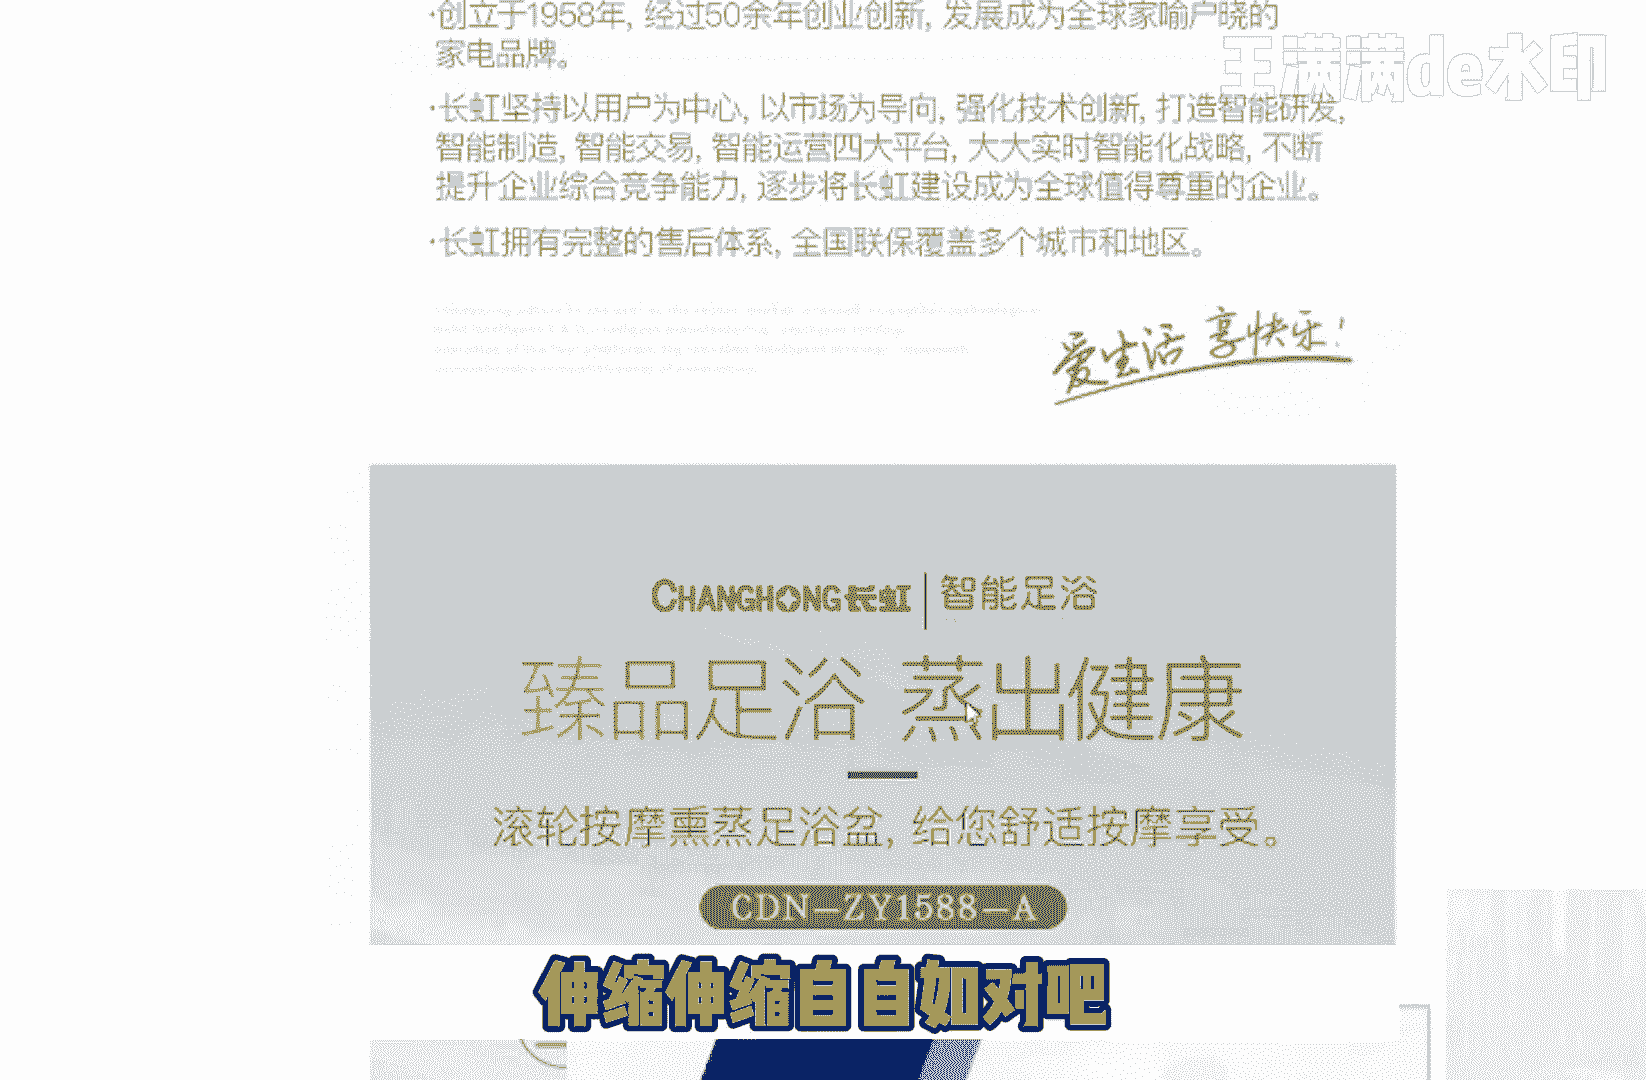 ·创立于1958年, 经过50余年创业创新, 发展成为全球家喻户晓的
家电品牌。
王满满de水印
·长虹坚持以用户为中心, 以市场为导向, 强化技术创新, 打造智能研发,
智能制造, 智能交易, 智能运营四大平台, 大大实时智能化战略, 不断
提升企业综合竞争能力, 逐步将长虹建设成为全球值得尊重的企业。
·长虹拥有完整的售后体系, 全国联保覆盖多个城市和地区。
爱生活 享快乐!
CHANGHONG长虹 智能足浴
臻品足浴 蒸出健康
滚轮按摩熏蒸足浴盆, 给您舒适按摩享受。
CDN-ZY1588-A
伸缩伸缩自自如对吧